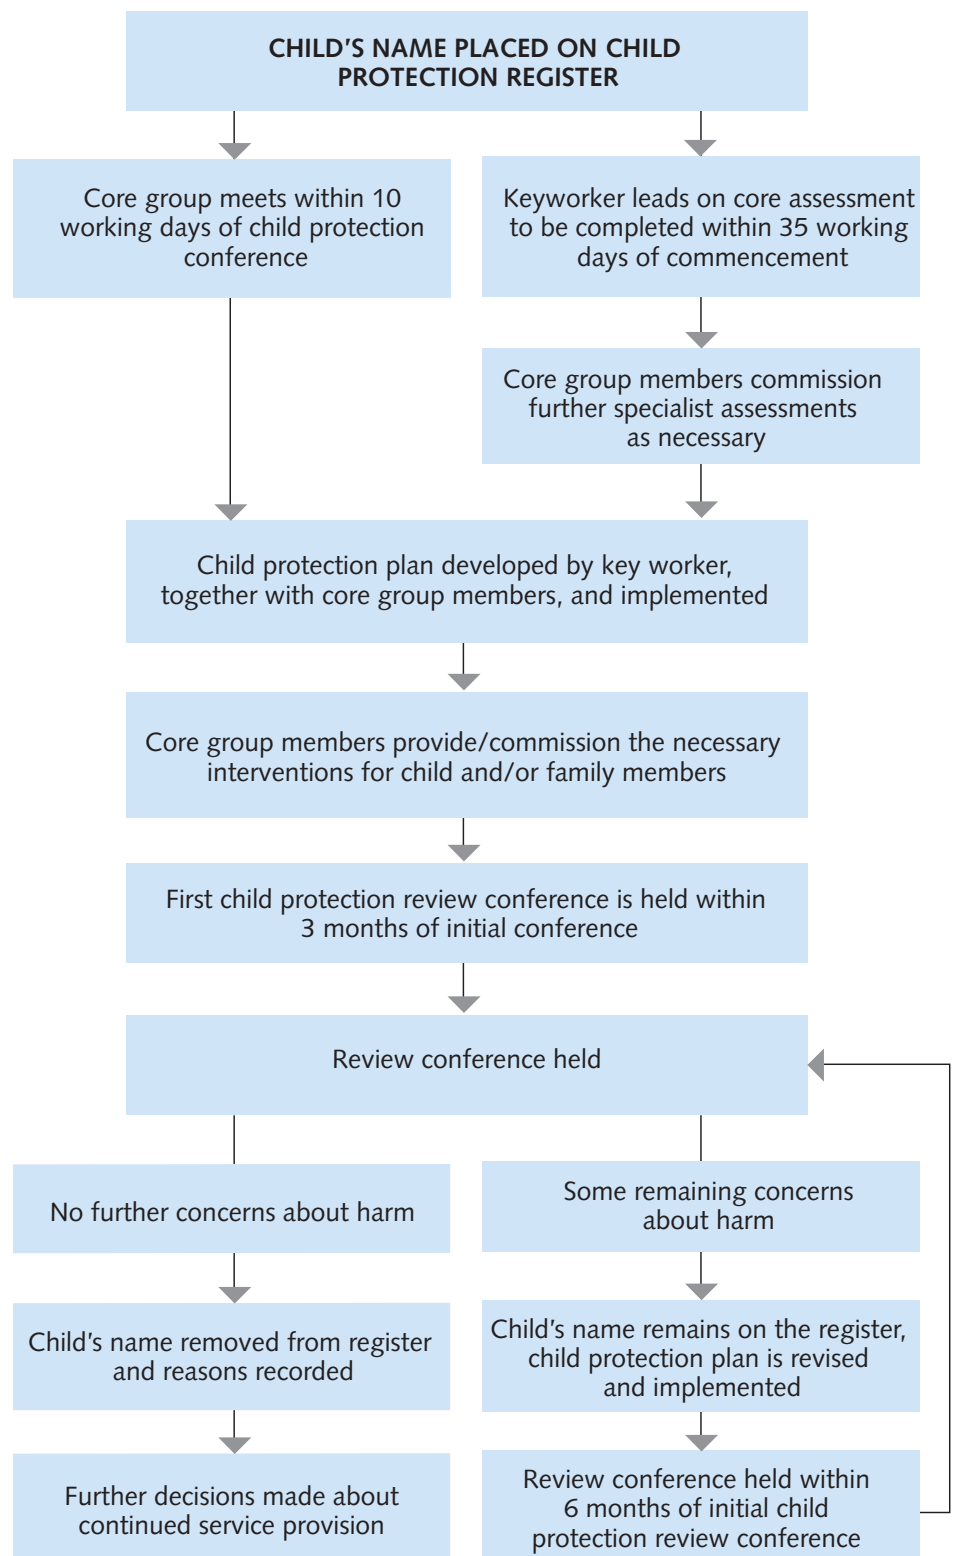 CHILD'S NAME PLACED ON CHILD
PROTECTION REGISTER
Core group meets within 10
working days of child protection
conference
Keyworker leads on core assessment
to be completed within 35 working
days of commencement
Core group members commission
further specialist assessments
as necessary
Child protection plan developed by key worker,
together with core group members, and implemented
Core group members provide/commission the necessary
interventions for child and/or family members
First child protection review conference is held within
3 months of initial conference
Review conference held
No further concerns about harm
Some remaining concerns
about harm
Child's name removed from register
and reasons recorded
Child's name remains on the register,
child protection plan is revised
and implemented
Further decisions made about
continued service provision
Review conference held within
6 months of initial child
protection review conference